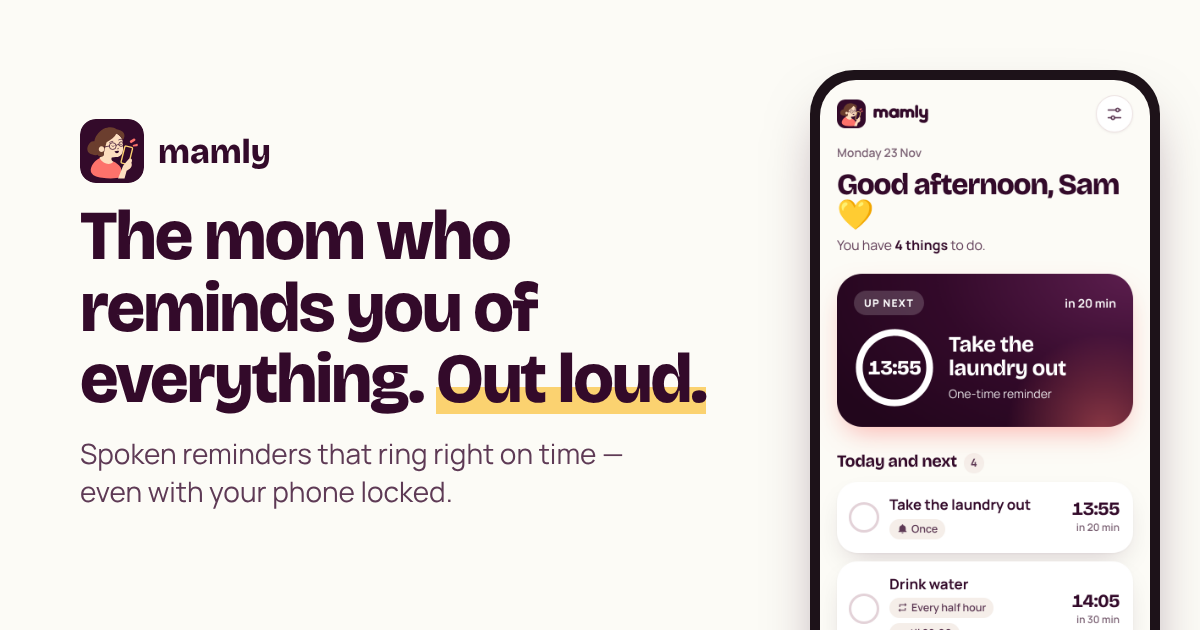 mamly
The mom who
reminds you of
everything. Out loud.
Spoken reminders that ring right on time —
even with your phone locked.
mamly
Monday 23 Nov
Good afternoon, Sam
💛
You have 4 things to do.
UP NEXT
in 20 min
13:55
Take the
laundry out
One-time reminder
Today and next 4
Take the laundry out
Once
13:55
in 20 min
Drink water
Every half hour
14:05
in 30 min